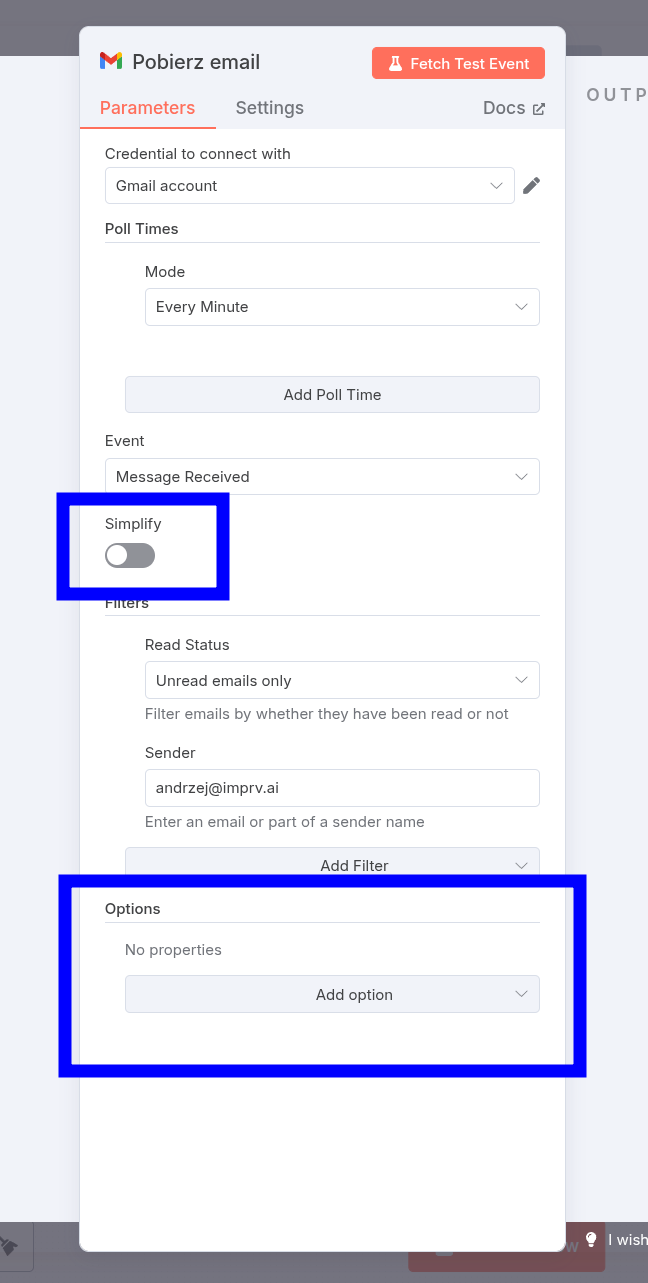 Pobierz email
Fetch Test Event
Parameters Settings Docs
OUTP
Credential to connect with
Gmail account
Poll Times
Mode
Every Minute
Add Poll Time
Event
Message Received
Simplify
Filters
Read Status
Unread emails only
Filter emails by whether they have been read or not
Sender
andrzej@imprv.ai
Enter an email or part of a sender name
Add Filter
Options
No properties
Add option
I wish